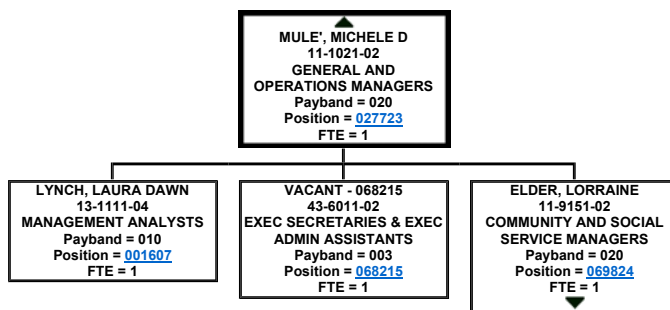 MULE', MICHELE D
11-1021-02
GENERAL AND
OPERATIONS MANAGERS
Payband = 020
Position = 027723
FTE = 1
LYNCH, LAURA DAWN
13-1111-04
MANAGEMENT ANALYSTS
Payband = 010
Position = 001607
FTE = 1
VACANT - 068215
43-6011-02
EXEC SECRETARIES & EXEC
ADMIN ASSISTANTS
Payband = 003
Position = 068215
FTE = 1
ELDER, LORRAINE
11-9151-02
COMMUNITY AND SOCIAL
SERVICE MANAGERS
Payband = 020
Position = 069824
FTE = 1